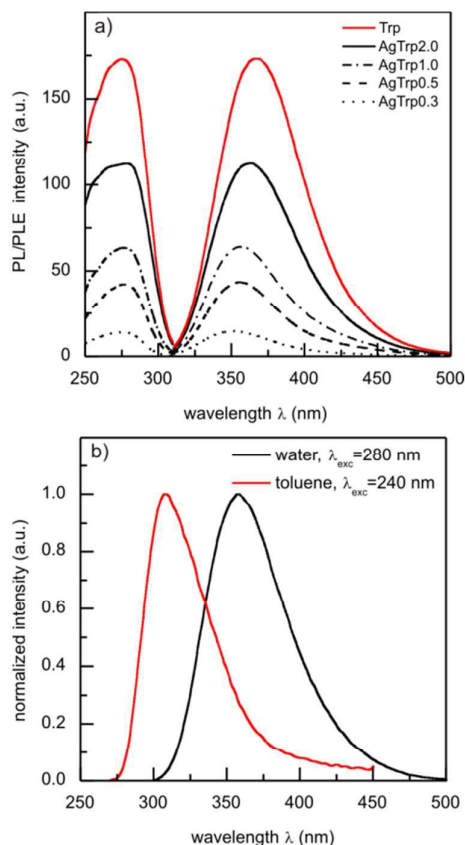 a)
Trp
AgTrp2.0
AgTrp1.0
AgTrp0.5
AgTrp0.3
PL/PLE intensity (a.u.)
150
100
50
0
250 300 350 400 450 500
wavelength λ (nm)
b)
water, λexc=280 nm
toluene, λexc=240 nm
normalized intensity (a.u.)
1.0
0.8
0.6
0.4
0.2
0.0
250 300 350 400 450 500
wavelength λ (nm)